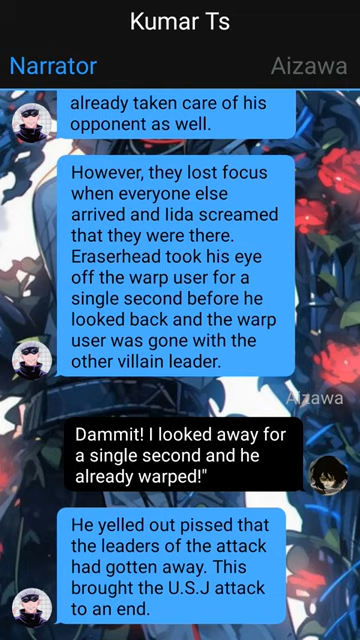 Kumar Ts
Narrator
Aizawa
already taken care of his
opponent as well.
However, they lost focus
when everyone else
arrived and Iida screamed
that they were there.
Eraserhead took his eye
off the warp user for a
single second before he
looked back and the warp
user was gone with the
other villain leader.
Aizawa
Dammit! I looked away for
a single second and he
already warped!"
He yelled out pissed that
the leaders of the attack
had gotten away. This
brought the U.S.J attack
to an end.